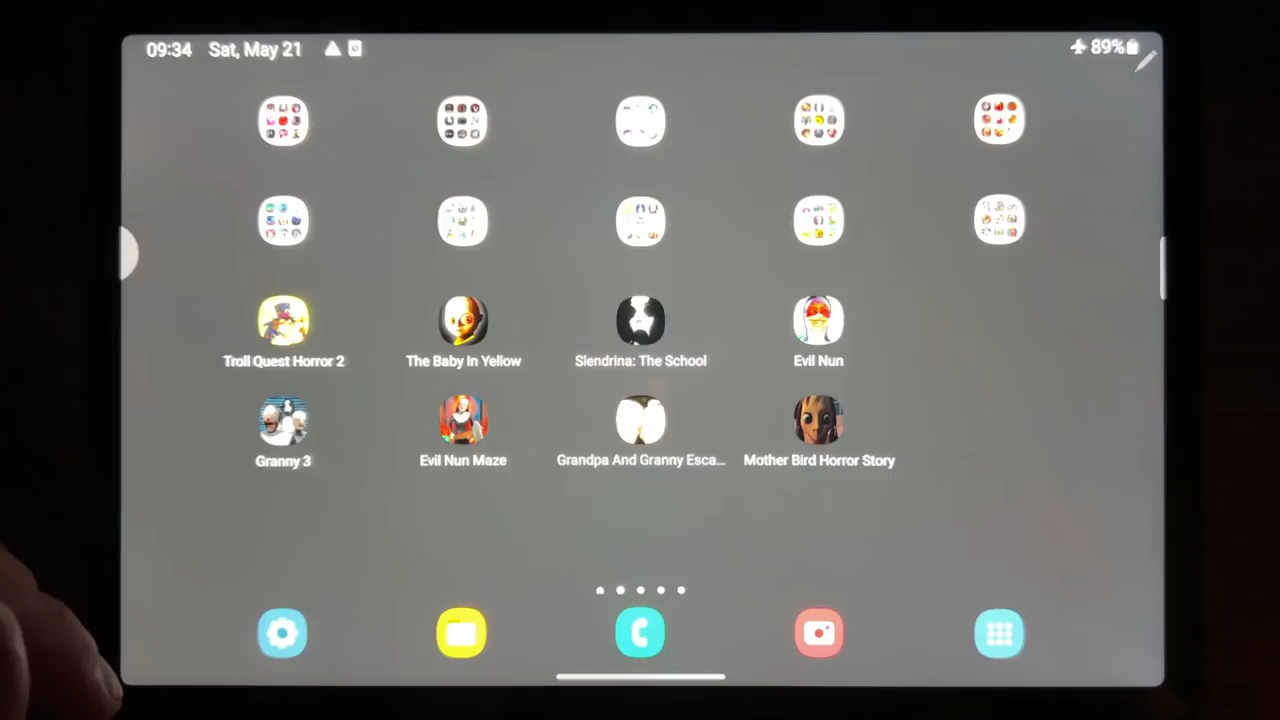 09:34 Sat, May 21
89%
Troll Quest Horror 2
The Baby In Yellow
Slendrina: The School
Evil Nun
Granny 3
Evil Nun Maze
Grandpa And Granny Esca...
Mother Bird Horror Story